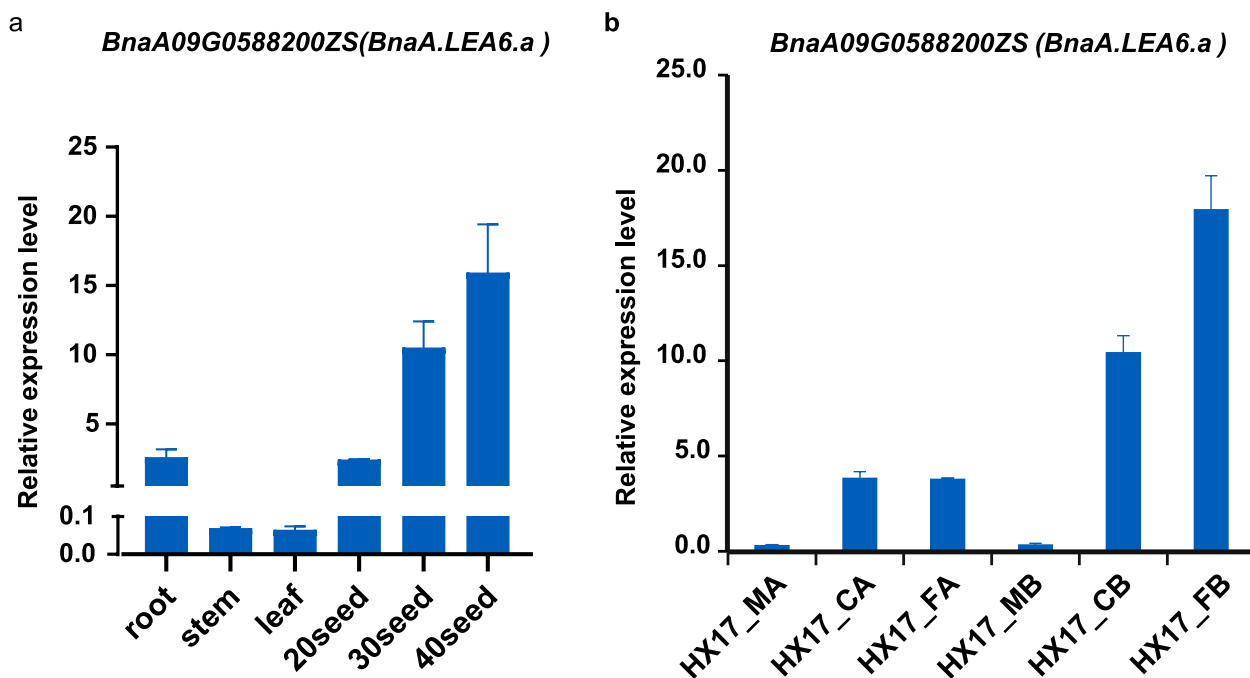 a
BnaA09G0588200ZS(BnaA.LEA6.a )
Relative expression level
25
20
15
10
5
0.1
0.0
root
stem
leaf
20seed
30seed
40seed
b
BnaA09G0588200ZS (BnaA.LEA6.a )
Relative expression level
25.0
20.0
15.0
10.0
5.0
0.0
HX17_MA
HX17_CA
HX17_FA
HX17_MB
HX17_CB
HX17_FB